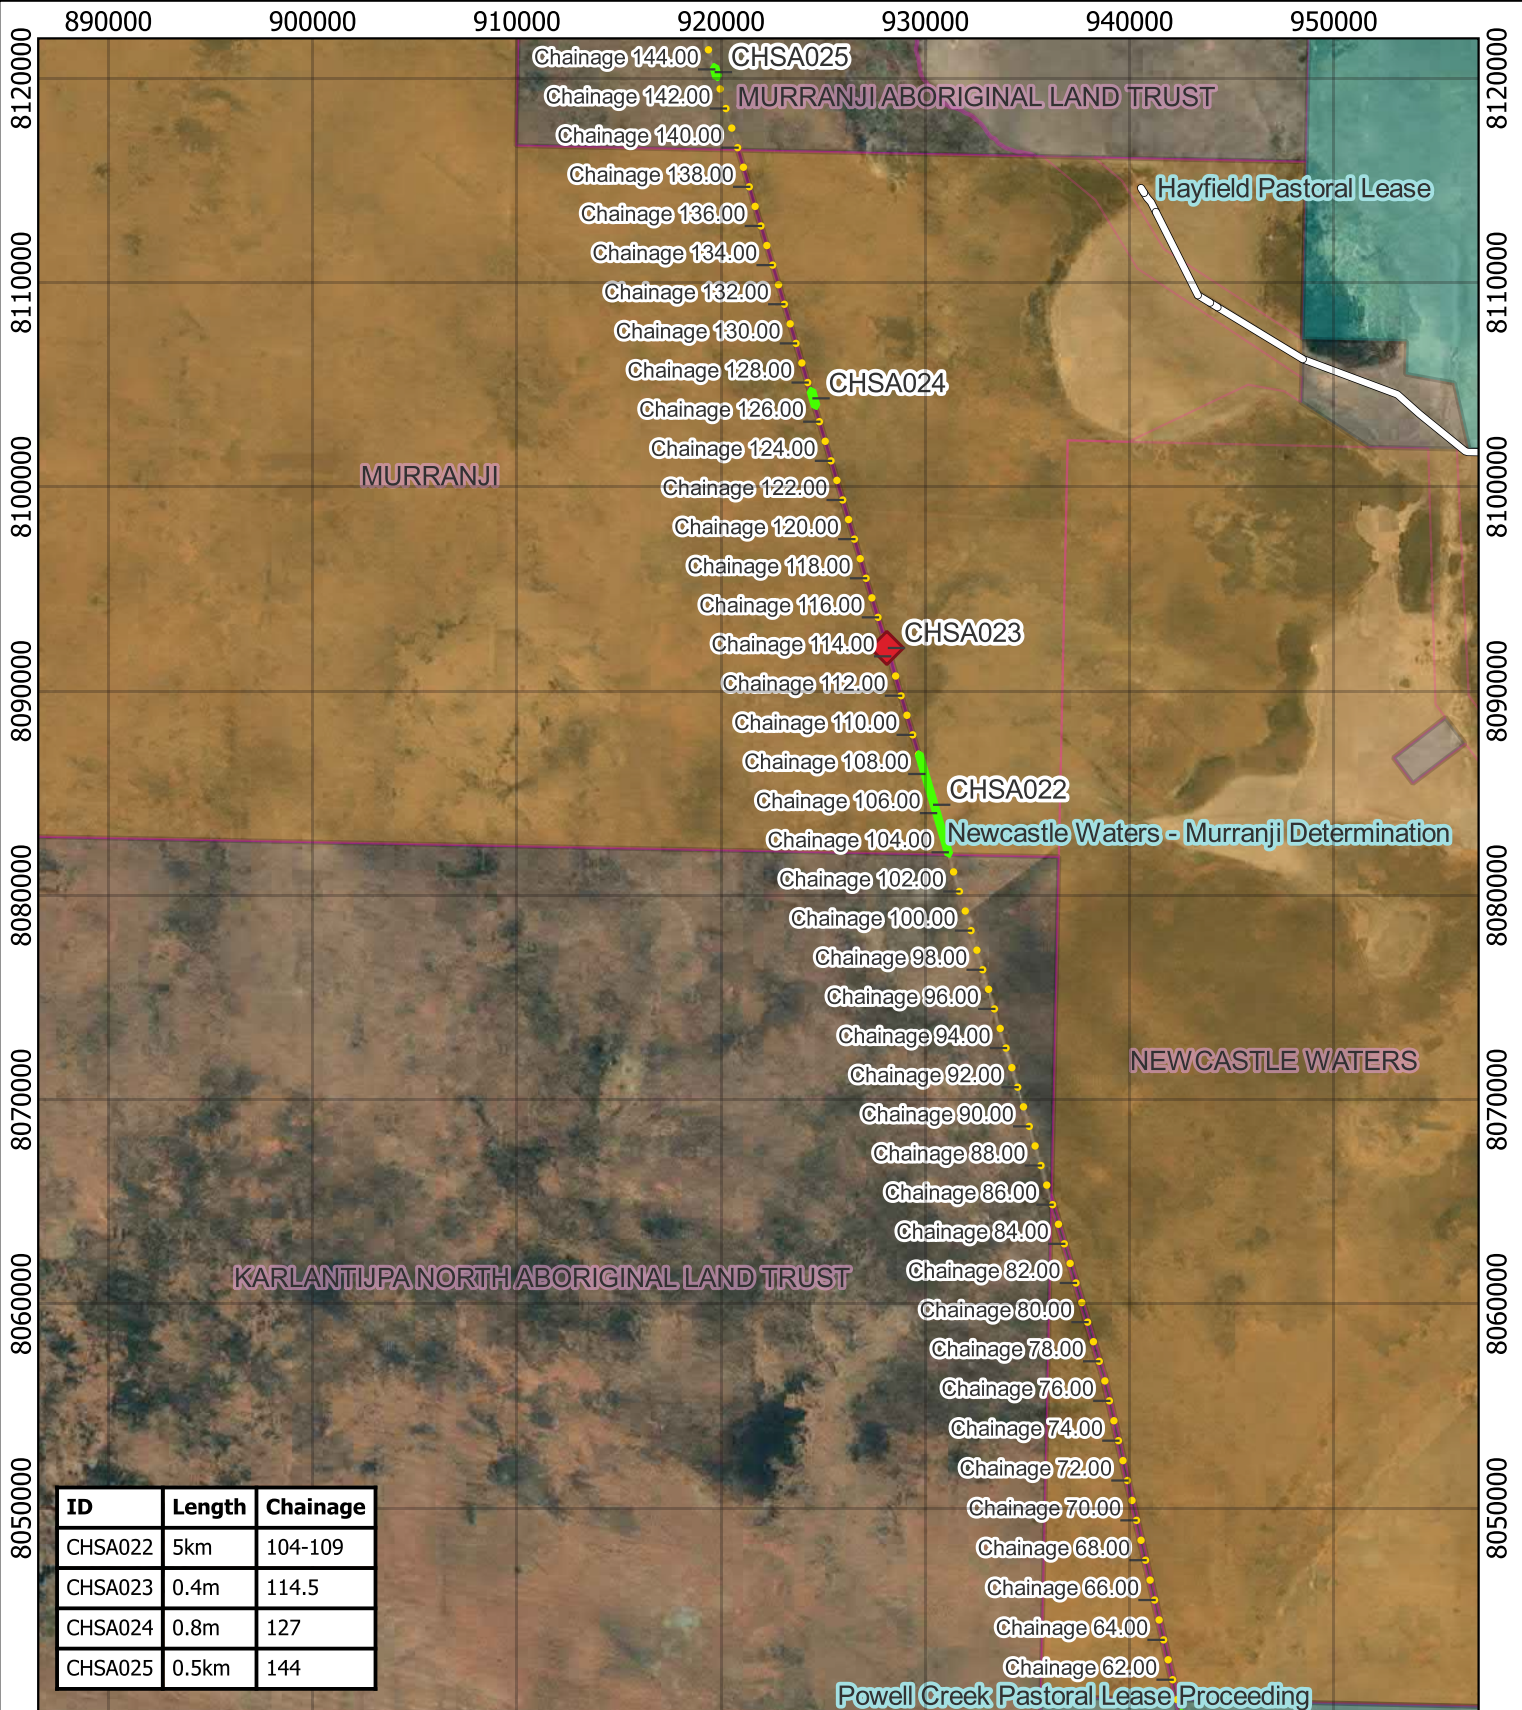 890000 900000 910000 920000 930000 940000 950000
8120000
8110000
8100000
8090000
8080000
8070000
8060000
8050000
8120000
8110000
8100000
8090000
8080000
8070000
8060000
8050000
Chainage 144.00
CHSA025
Chainage 142.00
MURRANJI ABORIGINAL LAND TRUST
Chainage 140.00
Chainage 138.00
Hayfield Pastoral Lease
Chainage 136.00
Chainage 134.00
Chainage 132.00
Chainage 130.00
Chainage 128.00
CHSA024
Chainage 126.00
Chainage 124.00
MURRANJI
Chainage 122.00
Chainage 120.00
Chainage 118.00
Chainage 116.00
CHSA023
Chainage 114.00
Chainage 112.00
Chainage 110.00
Chainage 108.00
CHSA022
Chainage 106.00
Newcastle Waters - Murranji Determination
Chainage 104.00
Chainage 102.00
Chainage 100.00
Chainage 98.00
Chainage 96.00
Chainage 94.00
NEWCASTLE WATERS
Chainage 92.00
Chainage 90.00
Chainage 88.00
Chainage 86.00
Chainage 84.00
Chainage 82.00
KARLANTIJPA NORTH ABORIGINAL LAND TRUST
Chainage 80.00
Chainage 78.00
Chainage 76.00
Chainage 74.00
Chainage 72.00
Chainage 70.00
Chainage 68.00
Chainage 66.00
Chainage 64.00
Chainage 62.00
Powell Creek Pastoral Lease Proceeding
ID Length Chainage
CHSA022 5km 104-109
CHSA023 0.4m 114.5
CHSA024 0.8m 127
CHSA025 0.5km 144